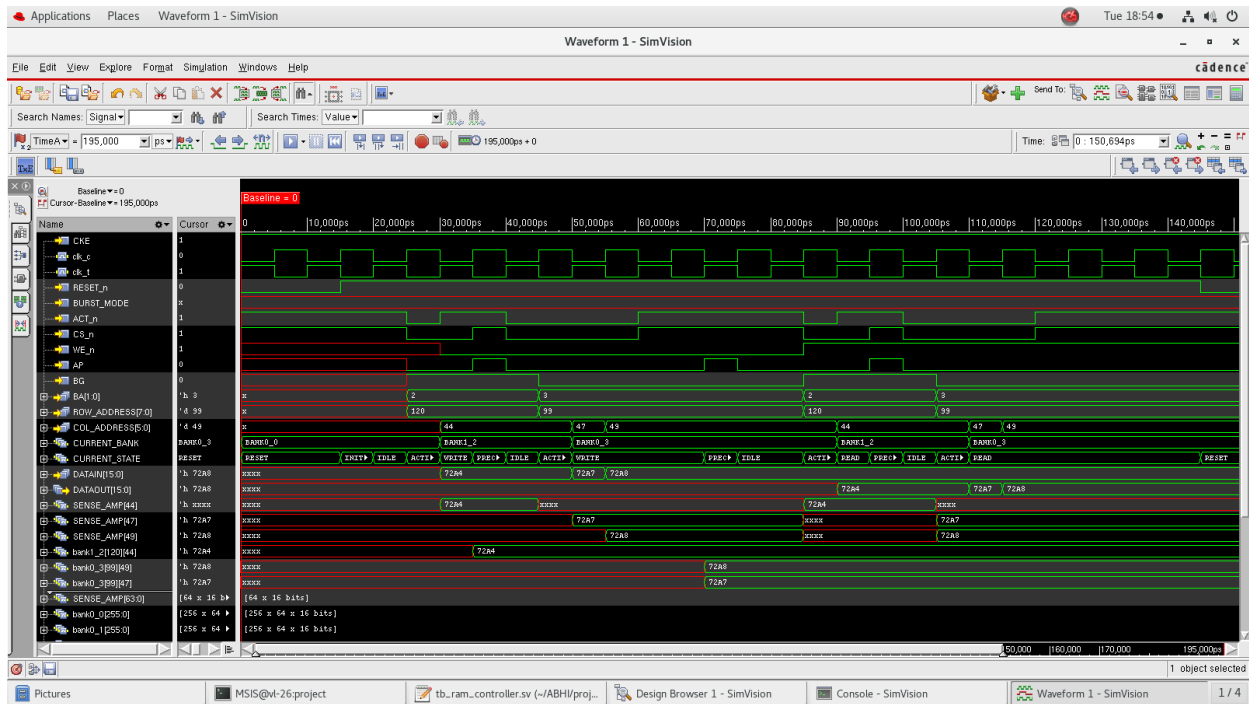 Applications Places Waveform 1 - SimVision Tue 18:54
Waveform 1 - SimVision
File Edit View Explore Format Simulation Windows Help cādence
Send To:
Search Names: Signal Search Times: Value
TimeA = 195,000 ps 195,000ps + 0 Time: 0 : 150,694ps
TxE
Baseline = 0
Cursor-Baseline = 195,000ps
Baseline = 0
Name Cursor 0 10,000ps 20,000ps 30,000ps 40,000ps 50,000ps 60,000ps 70,000ps 80,000ps 90,000ps 100,000ps 110,000ps 120,000ps 130,000ps 140,000ps
CKE 1
clk_c 0
clk_t 1
RESET_n 0
BURST_MODE x
ACT_n 1
CS_n 1
WE_n 1
AP 0
BG 0
BA[1:0] 'h 3 x 2 3 2 3
ROW_ADDRESS[7:0] 'd 99 x 120 99 120 99
COL_ADDRESS[5:0] 'd 49 x 44 47 49 44 47 49
CURRENT_BANK BANK0_3 BANK0_0 BANK1_2 BANK0_3 BANK1_2 BANK0_3
CURRENT_STATE RESET RESET INIT IDLE ACTI WRITE PREC IDLE ACTI WRITE PREC IDLE ACTI READ PREC IDLE ACTI READ RESET
DATAIN[15:0] 'h 72A8 xxxx 72A4 72A7 72A8
DATAOUT[15:0] 'h 72A8 xxxx 72A4 72A7 72A8
SENSE_AMP[44] 'h xxxx xxxx 72A4 xxxx 72A4 xxxx
SENSE_AMP[47] 'h 72A7 xxxx 72A7 xxxx 72A7
SENSE_AMP[49] 'h 72A8 xxxx 72A8 xxxx 72A8
bank1_2[120][44] 'h 72A4 xxxx 72A4
bank0_3[99][49] 'h 72A8 xxxx 72A8
bank0_3[99][47] 'h 72A7 xxxx 72A7
SENSE_AMP[63:0] [64 x 16 b [64 x 16 bits]
bank0_0[255:0] [256 x 64 [256 x 64 x 16 bits]
bank0_1[255:0] [256 x 64 [256 x 64 x 16 bits]
50,000 160,000 170,000 195,000ps
1 object selected
Pictures MSIS@vl-26:project tb_ram_controller.sv (~/ABHI/proj... Design Browser 1 - SimVision Console - SimVision Waveform 1 - SimVision 1 / 4